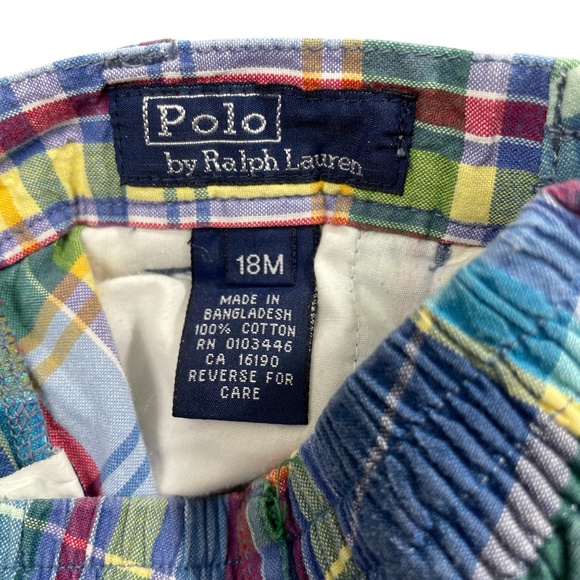 Polo
by Ralph Lauren
18M
MADE IN
BANGLADESH
100% COTTON
RN 0103446
CA 16190
REVERSE FOR
CARE